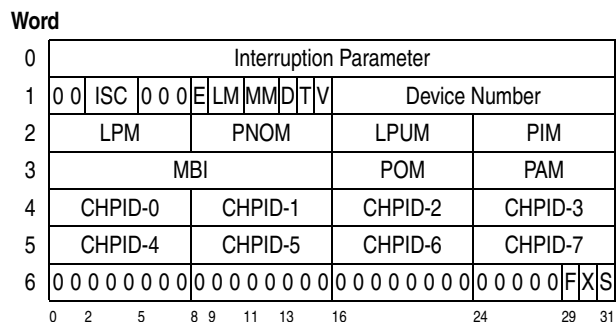 Word
0 Interruption Parameter
1 0 0 ISC 0 0 0 E LM MM D T V Device Number
2 LPM PNOM LPUM PIM
3 MBI POM PAM
4 CHPID-0 CHPID-1 CHPID-2 CHPID-3
5 CHPID-4 CHPID-5 CHPID-6 CHPID-7
6 0 0 0 0 0 0 0 0 0 0 0 0 0 0 0 0 0 0 0 0 0 0 0 0 0 0 0 0 0 F X S
0 2 5 8 9 11 13 16 24 29 31